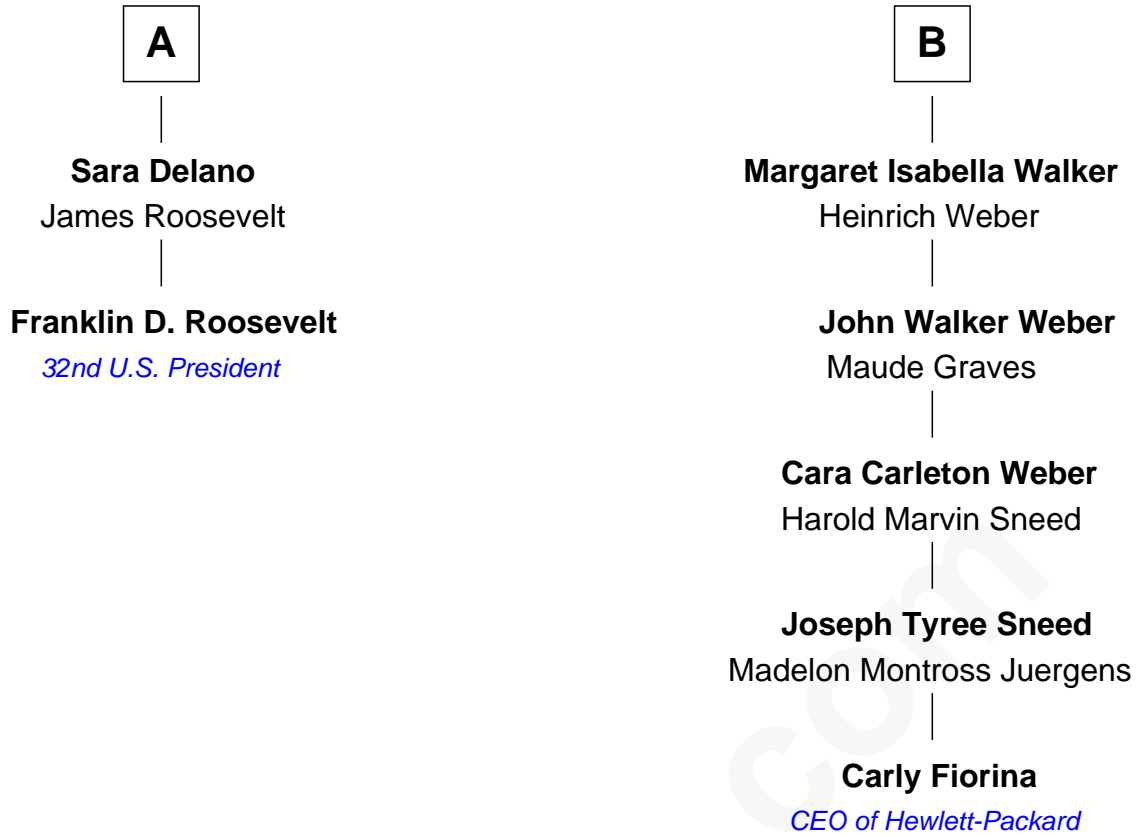 A
Sara Delano
James Roosevelt
Franklin D. Roosevelt
32nd U.S. President
B
Margaret Isabella Walker
Heinrich Weber
John Walker Weber
Maude Graves
Cara Carleton Weber
Harold Marvin Sneed
Joseph Tyree Sneed
Madelon Montross Juergens
Carly Fiorina
CEO of Hewlett-Packard
com